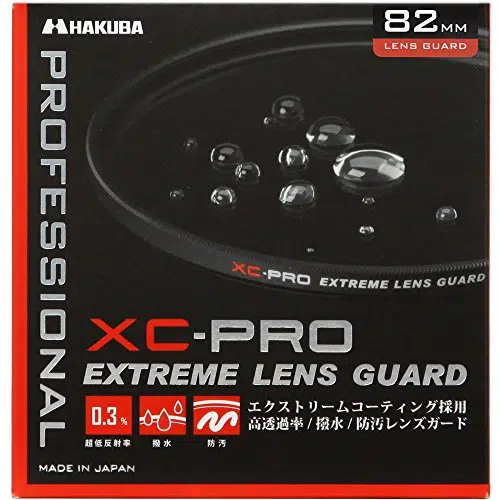 HAKUBA
82MM
LENS GUARD
PROFESSIONAL
XC-PRO EXTREME LENS GUARD
XC-PRO
EXTREME LENS GUARD
0.3%
超低反射率
撥水
防汚
エクストリームコーティング採用
高透過率/撥水/防汚レンズガード
MADE IN JAPAN